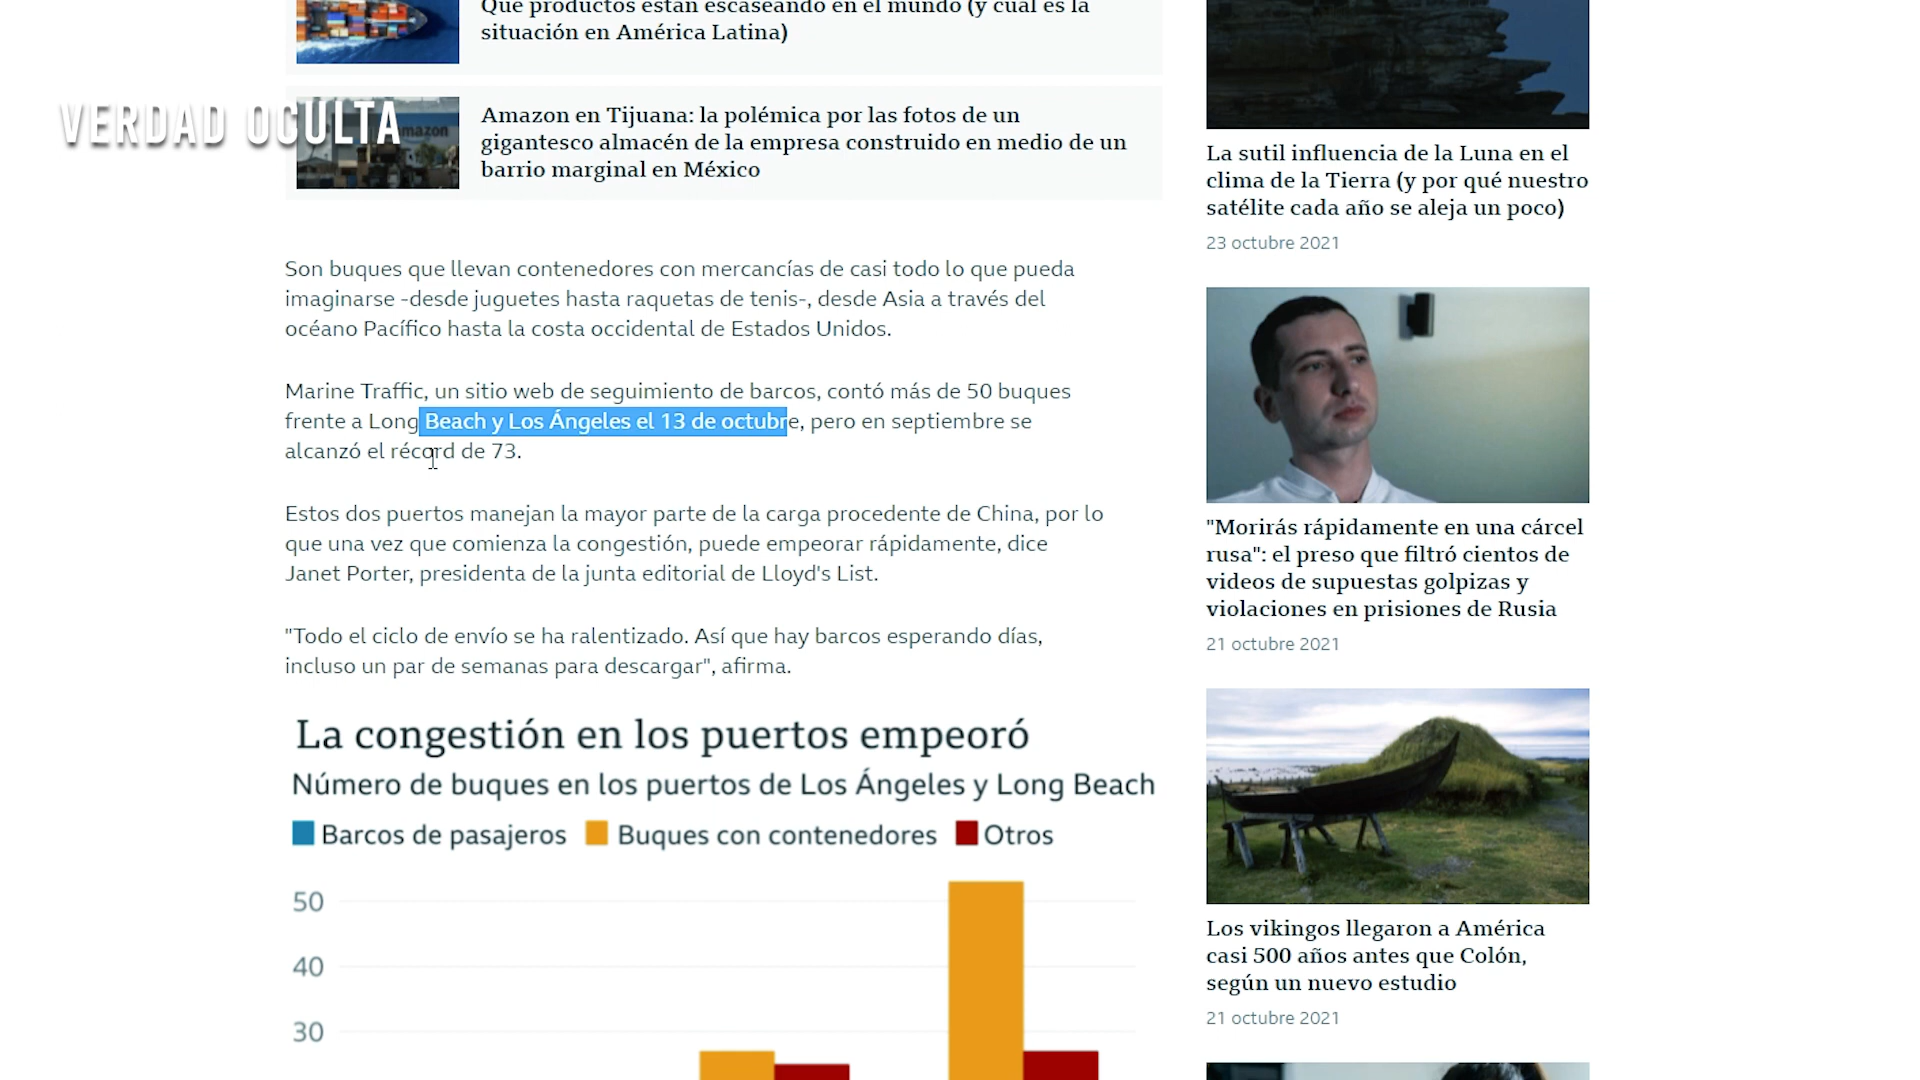 Qué productos están escaseando en el mundo (y cuál es la
situación en América Latina)
VERDAD OCULTA
amazon
Amazon en Tijuana: la polémica por las fotos de un
gigantesco almacén de la empresa construido en medio de un
barrio marginal en México
Son buques que llevan contenedores con mercancías de casi todo lo que pueda
imaginarse -desde juguetes hasta raquetas de tenis-, desde Asia a través del
océano Pacífico hasta la costa occidental de Estados Unidos.
Marine Traffic, un sitio web de seguimiento de barcos, contó más de 50 buques
frente a Long Beach y Los Ángeles el 13 de octubre, pero en septiembre se
alcanzó el récord de 73.
Estos dos puertos manejan la mayor parte de la carga procedente de China, por lo
que una vez que comienza la congestión, puede empeorar rápidamente, dice
Janet Porter, presidenta de la junta editorial de Lloyd's List.
"Todo el ciclo de envío se ha ralentizado. Así que hay barcos esperando días,
incluso un par de semanas para descargar", afirma.
La congestión en los puertos empeoró
Número de buques en los puertos de Los Ángeles y Long Beach
Barcos de pasajeros Buques con contenedores Otros
50
40
30
La sutil influencia de la Luna en el
clima de la Tierra (y por qué nuestro
satélite cada año se aleja un poco)
23 octubre 2021
"Morirás rápidamente en una cárcel
rusa": el preso que filtró cientos de
videos de supuestas golpizas y
violaciones en prisiones de Rusia
21 octubre 2021
Los vikingos llegaron a América
casi 500 años antes que Colón,
según un nuevo estudio
21 octubre 2021